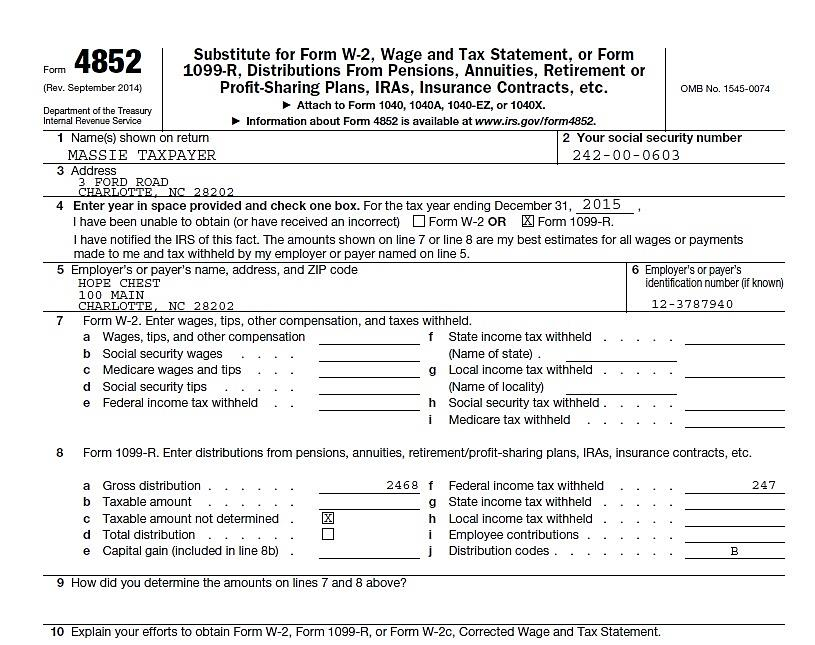 Form 4852
(Rev. September 2014)
Department of the Treasury
Internal Revenue Service
Substitute for Form W-2, Wage and Tax Statement, or Form
1099-R, Distributions From Pensions, Annuities, Retirement or
Profit-Sharing Plans, IRAs, Insurance Contracts, etc.
▶ Attach to Form 1040, 1040A, 1040-EZ, or 1040X.
▶ Information about Form 4852 is available at www.irs.gov/form4852.
OMB No. 1545-0074
1 Name(s) shown on return
MASSIE TAXPAYER
2 Your social security number
242-00-0603
3 Address
3 FORD ROAD
CHARLOTTE, NC 28202
4 Enter year in space provided and check one box. For the tax year ending December 31, 2015 ,
I have been unable to obtain (or have received an incorrect) ☐ Form W-2 OR ☒ Form 1099-R.
I have notified the IRS of this fact. The amounts shown on line 7 or line 8 are my best estimates for all wages or payments
made to me and tax withheld by my employer or payer named on line 5.
5 Employer's or payer's name, address, and ZIP code
HOPE CHEST
100 MAIN
CHARLOTTE, NC 28202
6 Employer's or payer's
identification number (if known)
12-3787940
7 Form W-2. Enter wages, tips, other compensation, and taxes withheld.
a Wages, tips, and other compensation
b Social security wages . . . .
c Medicare wages and tips . . .
d Social security tips . . . . .
e Federal income tax withheld . .
f State income tax withheld . . . . .
(Name of state) .
g Local income tax withheld . . . . .
(Name of locality)
h Social security tax withheld . . . . .
i Medicare tax withheld . . . . . .
8 Form 1099-R. Enter distributions from pensions, annuities, retirement/profit-sharing plans, IRAs, insurance contracts, etc.
a Gross distribution . . . . . . 2468
b Taxable amount . . . . . .
c Taxable amount not determined . ☒
d Total distribution . . . . . . ☐
e Capital gain (included in line 8b) .
f Federal income tax withheld . . . . 247
g State income tax withheld . . . . .
h Local income tax withheld . . . . .
i Employee contributions . . . . . .
j Distribution codes . . . . . . . . B
9 How did you determine the amounts on lines 7 and 8 above?
10 Explain your efforts to obtain Form W-2, Form 1099-R, or Form W-2c, Corrected Wage and Tax Statement.